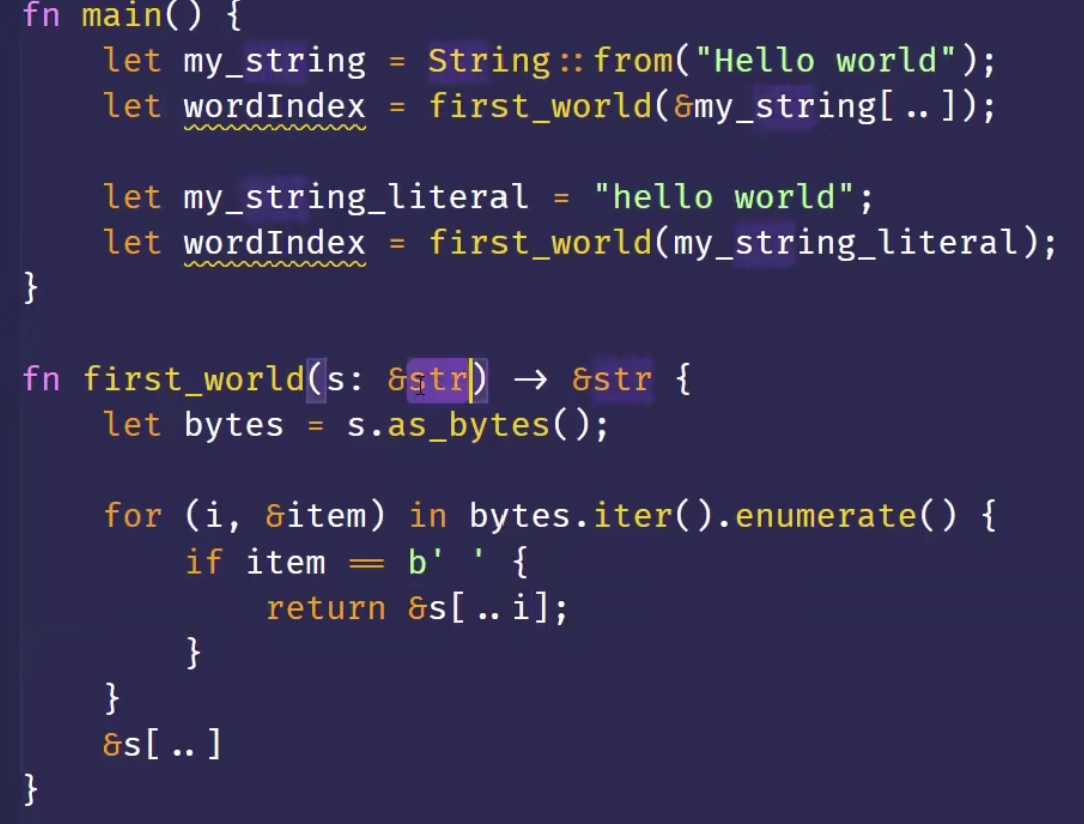 fn main() {
    let my_string = String::from("Hello world");
    let wordIndex = first_world(&my_string[..]);

    let my_string_literal = "hello world";
    let wordIndex = first_world(my_string_literal);
}

fn first_world(s: &str) -> &str {
    let bytes = s.as_bytes();

    for (i, &item) in bytes.iter().enumerate() {
        if item == b' ' {
            return &s[..i];
        }
    }
    &s[..]
}